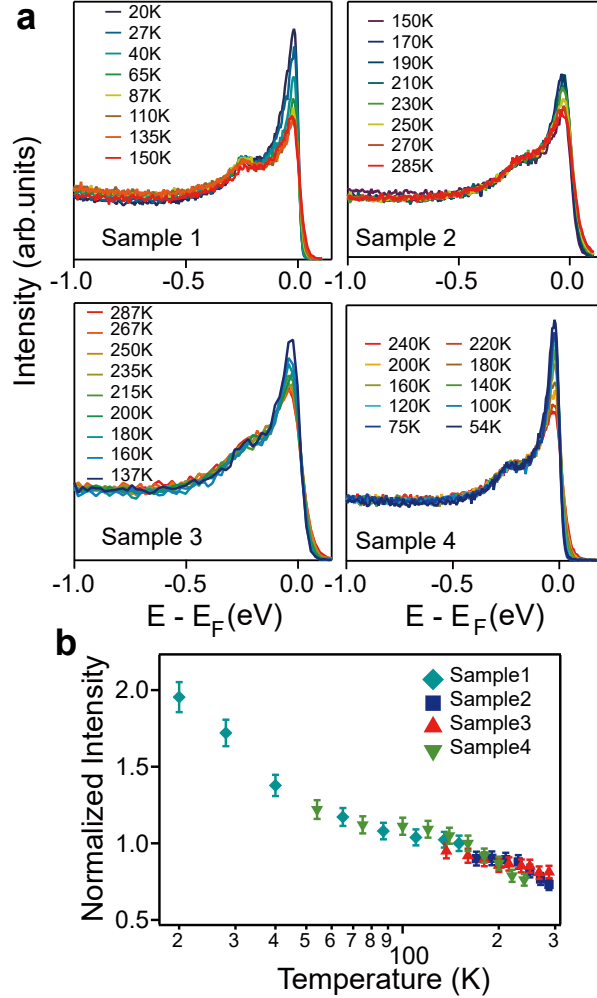 a
Intensity (arb.units)
20K
27K
40K
65K
87K
110K
135K
150K
Sample 1
-1.0 -0.5 0.0
150K
170K
190K
210K
230K
250K
270K
285K
Sample 2
-1.0 -0.5 0.0
287K
267K
250K
235K
215K
200K
180K
160K
137K
Sample 3
-1.0 -0.5 0.0
E - EF(eV)
240K 220K
200K 180K
160K 140K
120K 100K
75K 54K
Sample 4
-1.0 -0.5 0.0
E - EF(eV)
b
Normalized Intensity
2.0
1.5
1.0
0.5
Sample1
Sample2
Sample3
Sample4
2 3 4 5 6 7 8 9 100 2 3
Temperature (K)